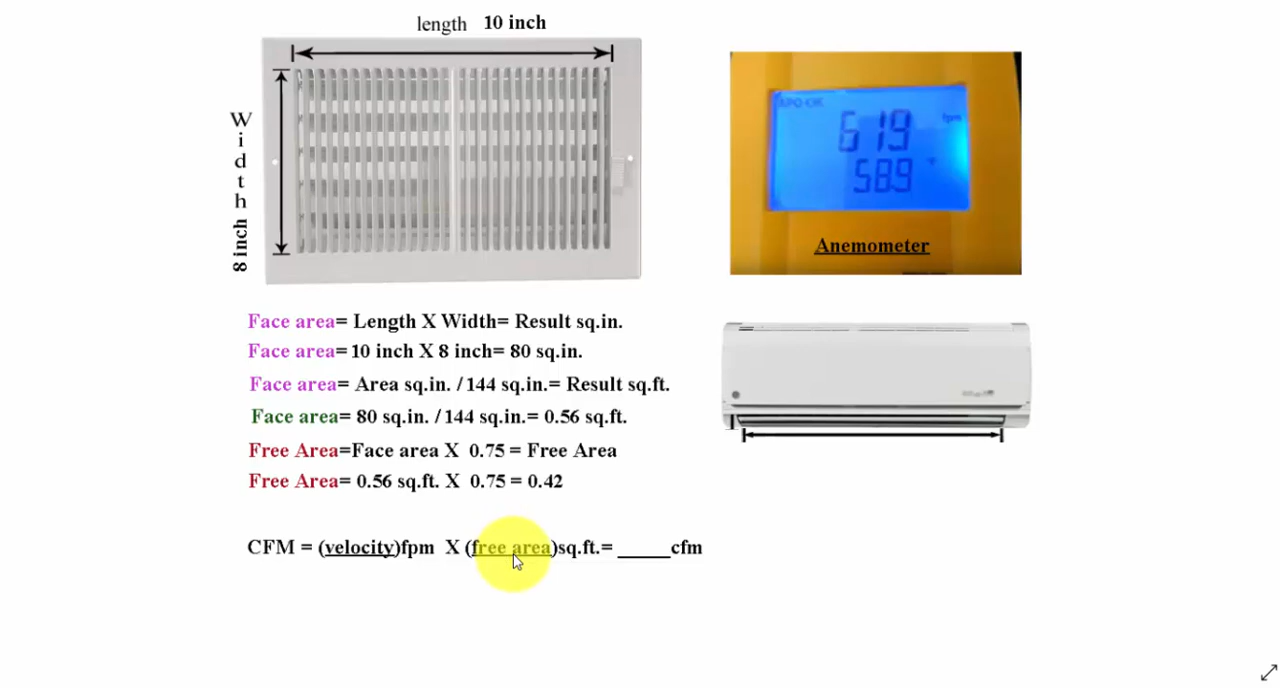 length 10 inch
Width
8 inch
619
fpm
58.9
Anemometer
Face area= Length X Width= Result sq.in.
Face area= 10 inch X 8 inch= 80 sq.in.
Face area= Area sq.in. /144 sq.in.= Result sq.ft.
Face area= 80 sq.in. /144 sq.in.= 0.56 sq.ft.
Free Area=Face area X 0.75 = Free Area
Free Area= 0.56 sq.ft. X 0.75 = 0.42
CFM = (velocity)fpm X (free area)sq.ft.= _____cfm